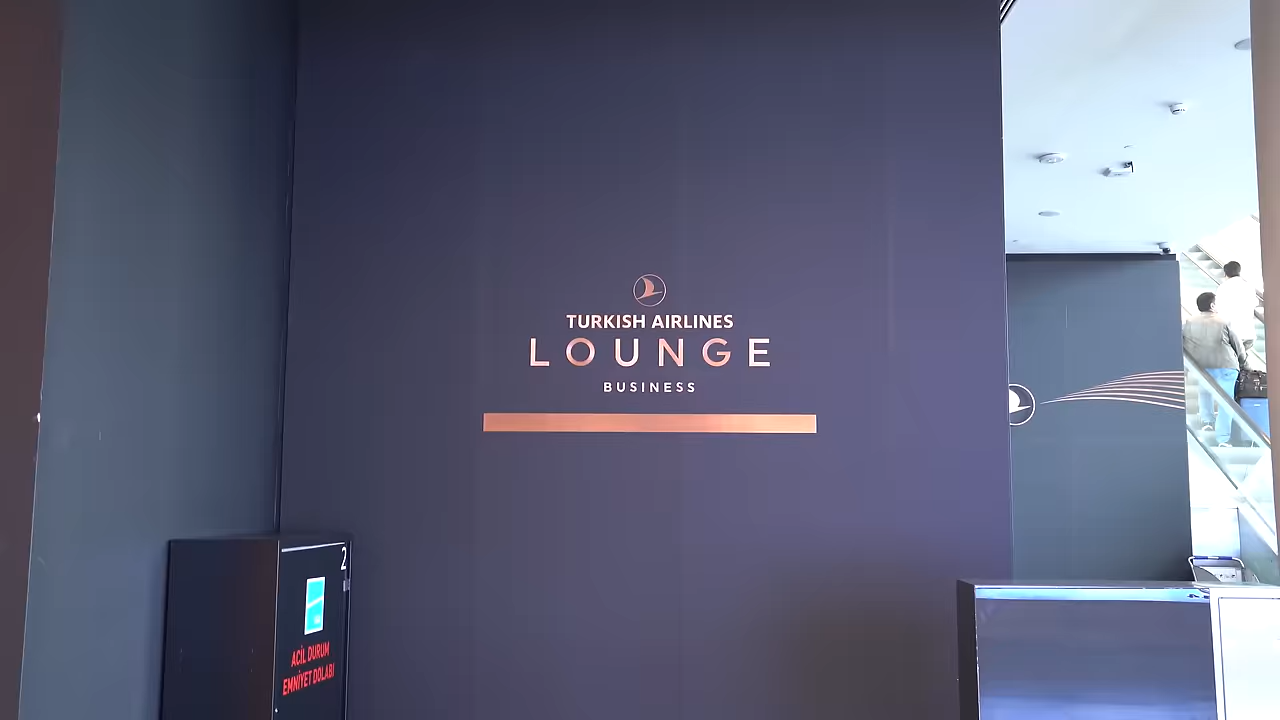 TURKISH AIRLINES
LOUNGE
BUSINESS
2
ACİL DURUM
EMNİYET DOLABI